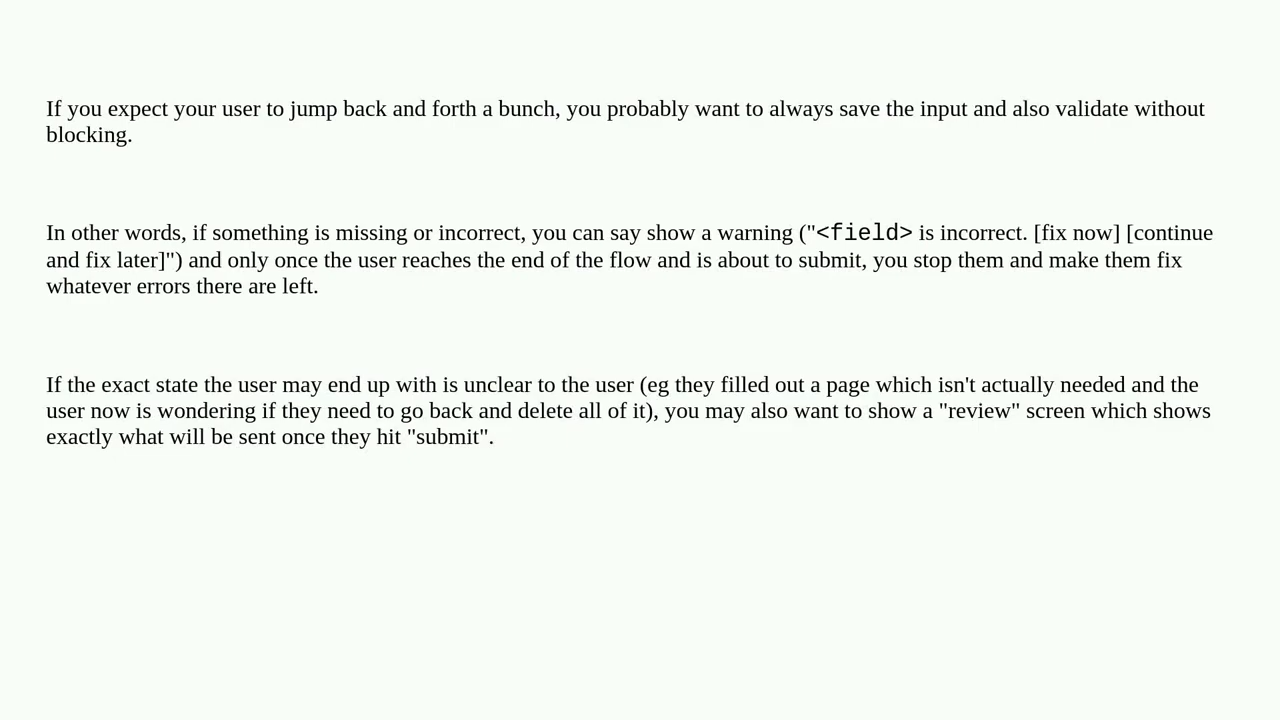 If you expect your user to jump back and forth a bunch, you probably want to always save the input and also validate without
blocking.
In other words, if something is missing or incorrect, you can say show a warning ("<field> is incorrect. [fix now] [continue
and fix later]") and only once the user reaches the end of the flow and is about to submit, you stop them and make them fix
whatever errors there are left.
If the exact state the user may end up with is unclear to the user (eg they filled out a page which isn't actually needed and the
user now is wondering if they need to go back and delete all of it), you may also want to show a "review" screen which shows
exactly what will be sent once they hit "submit".